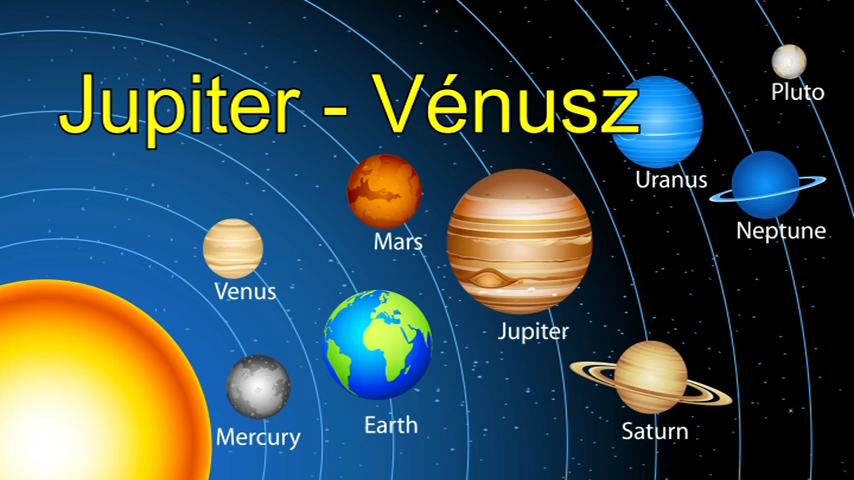 Jupiter - Vénusz
Pluto
Uranus
Neptune
Mars
Venus
Jupiter
Earth
Saturn
Mercury